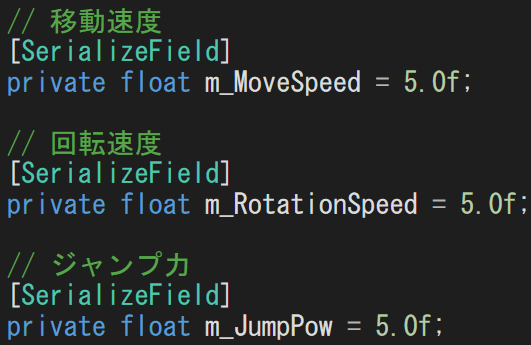 // 移動速度
[SerializeField]
private float m_MoveSpeed = 5.0f;
// 回転速度
[SerializeField]
private float m_RotationSpeed = 5.0f;
// ジャンプ力
[SerializeField]
private float m_JumpPow = 5.0f;